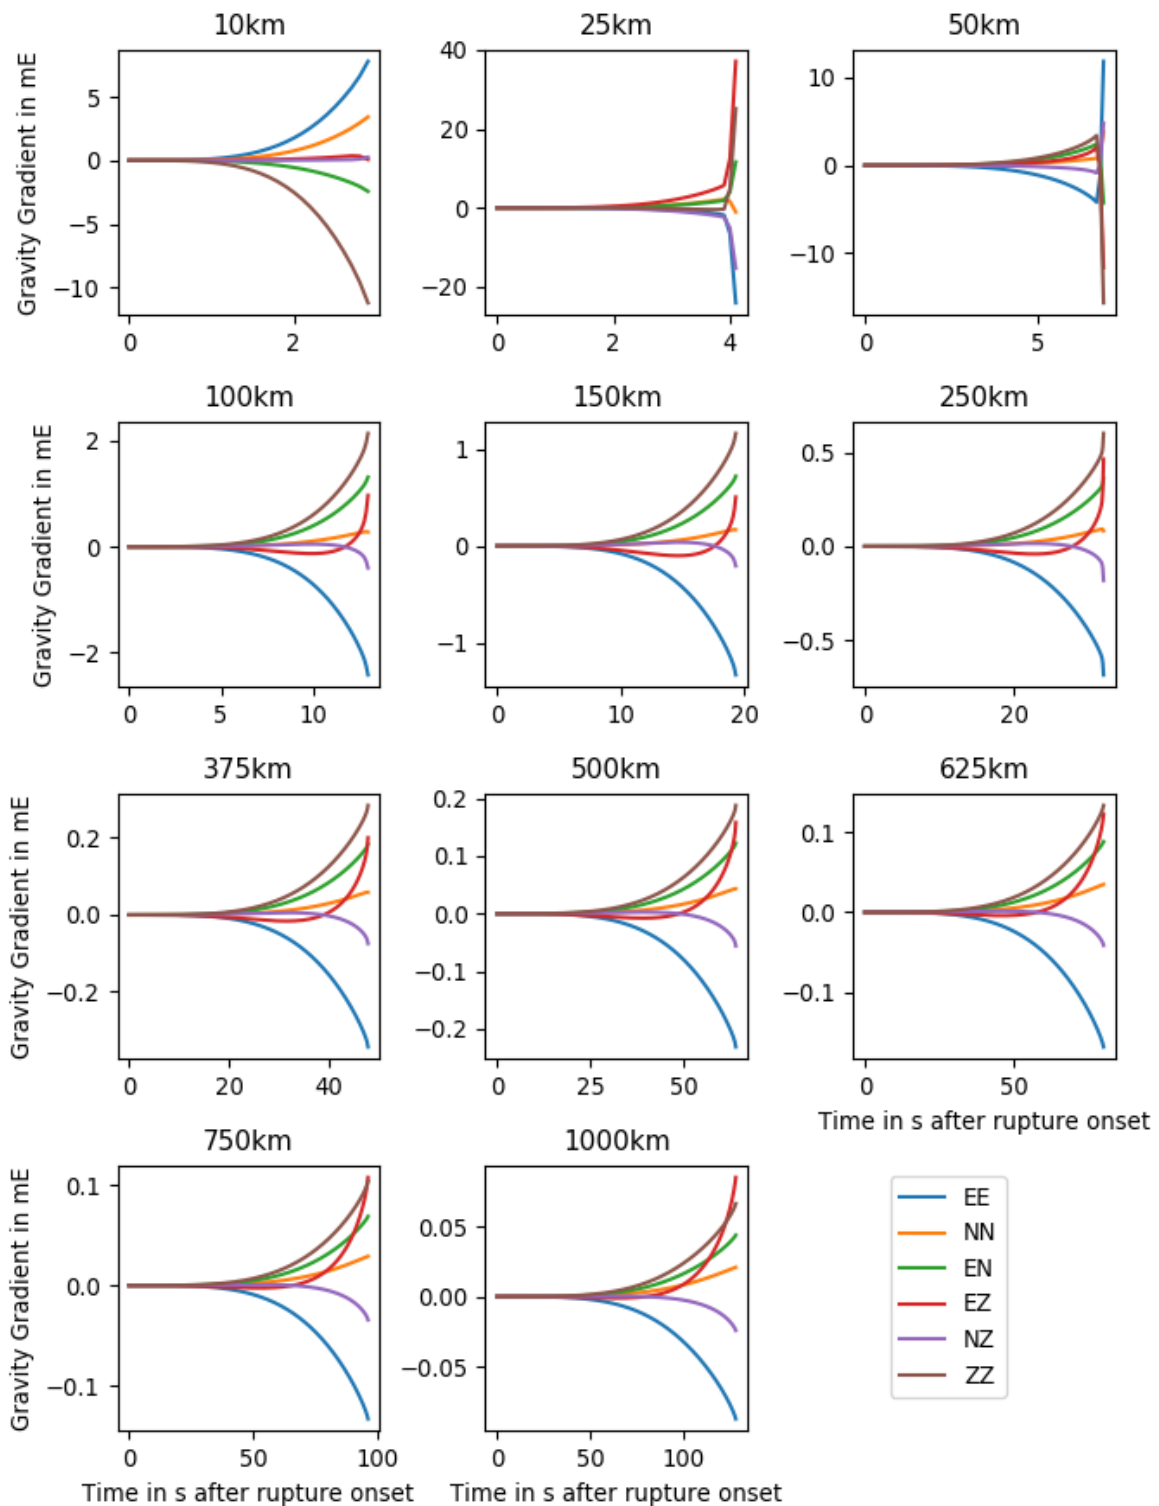 10km
25km
50km
Gravity Gradient in mE
5
0
−5
−10
0
2
40
20
0
−20
0
2
4
10
0
−10
0
5
100km
150km
250km
Gravity Gradient in mE
2
0
−2
0
5
10
1
0
−1
0
10
20
0.5
0.0
−0.5
0
20
375km
500km
625km
Gravity Gradient in mE
0.2
0.0
−0.2
0
20
40
0.2
0.1
0.0
−0.1
−0.2
0
25
50
0.1
0.0
−0.1
0
50
Time in s after rupture onset
750km
1000km
Gravity Gradient in mE
0.1
0.0
−0.1
0
50
100
Time in s after rupture onset
0.05
0.00
−0.05
0
50
100
Time in s after rupture onset
EE
NN
EN
EZ
NZ
ZZ